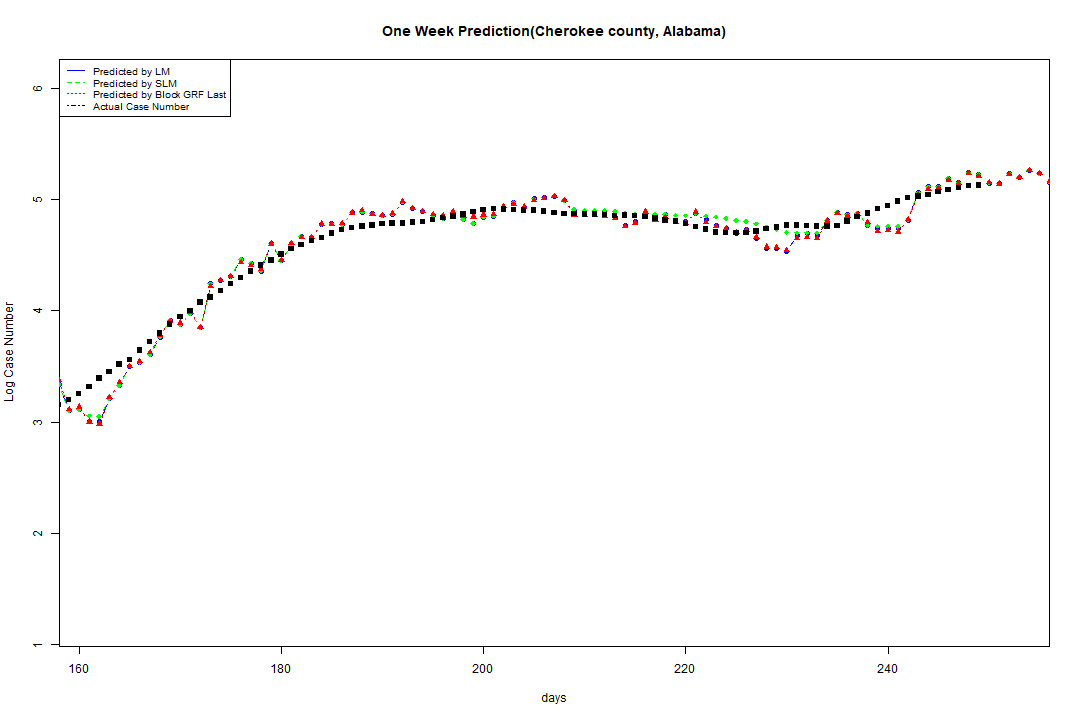 One Week Prediction(Cherokee county, Alabama)
Predicted by LM
Predicted by SLM
Predicted by Block GRF Last
Actual Case Number
6
5
4
3
2
1
Log Case Number
160 180 200 220 240
days